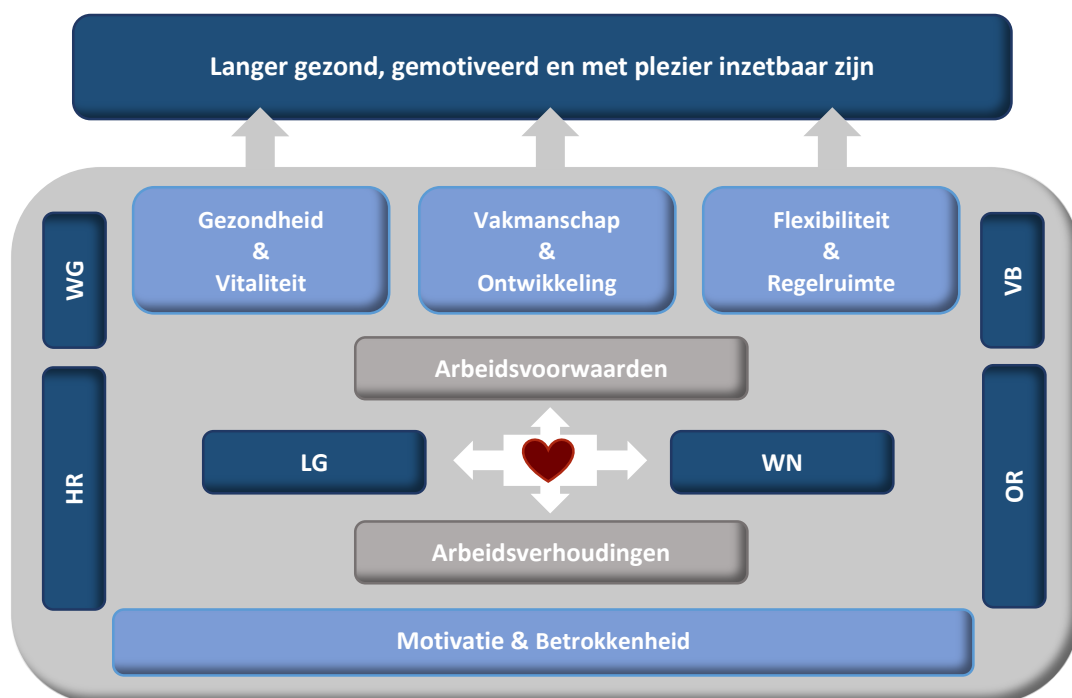 Langer gezond, gemotiveerd en met plezier inzetbaar zijn
Gezondheid
&
Vitaliteit
Vakmanschap
&
Ontwikkeling
Flexibiliteit
&
Regelruimte
WG
VB
Arbeidsvoorwaarden
HR
LG
WN
OR
Arbeidsverhoudingen
Motivatie & Betrokkenheid